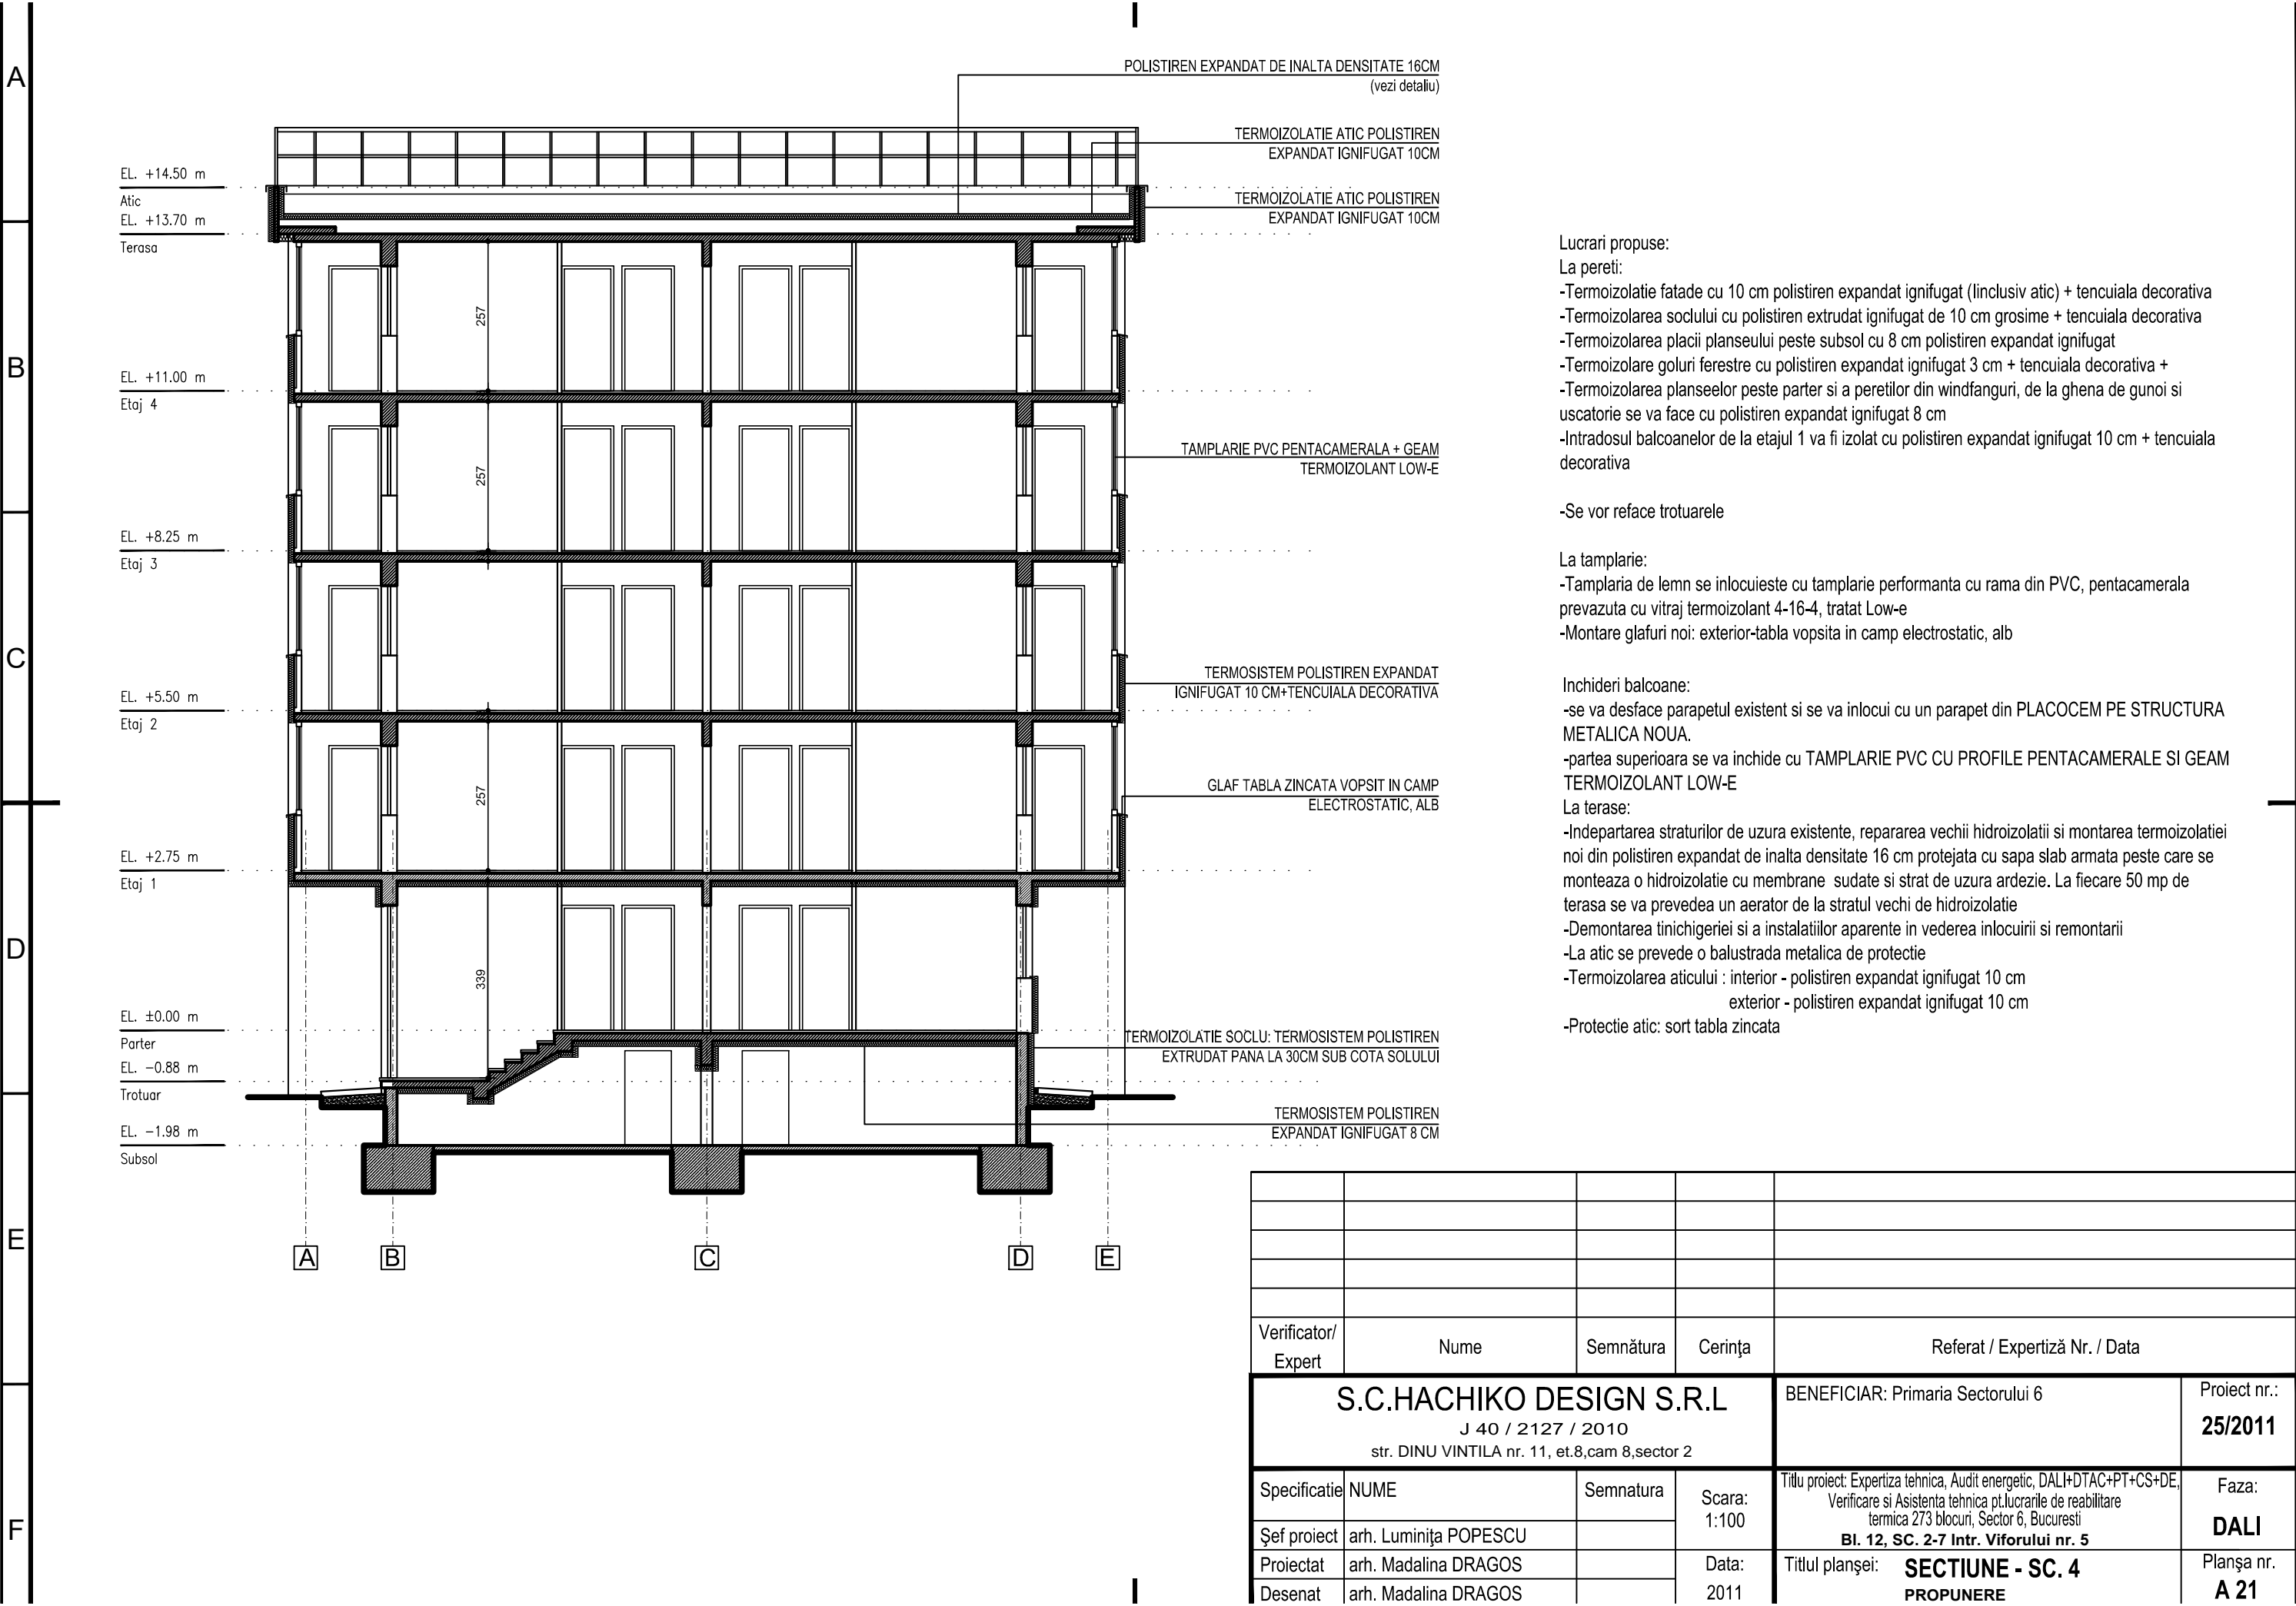 A
B
C
D
E
F
POLISTIREN EXPANDAT DE INALTA DENSITATE 16CM
(vezi detaliu)
TERMOIZOLATIE ATIC POLISTIREN
EXPANDAT IGNIFUGAT 10CM
TERMOIZOLATIE ATIC POLISTIREN
EXPANDAT IGNIFUGAT 10CM
TAMPLARIE PVC PENTACAMERALA + GEAM
TERMOIZOLANT LOW-E
TERMOSISTEM POLISTIREN EXPANDAT
IGNIFUGAT 10 CM+TENCUIALA DECORATIVA
GLAF TABLA ZINCATA VOPSIT IN CAMP
ELECTROSTATIC, ALB
TERMOIZOLATIE SOCLU: TERMOSISTEM POLISTIREN
EXTRUDAT PANA LA 30CM SUB COTA SOLULUI
TERMOSISTEM POLISTIREN
EXPANDAT IGNIFUGAT 8 CM
EL. +14.50 m
Atic
EL. +13.70 m
Terasa
EL. +11.00 m
Etaj 4
EL. +8.25 m
Etaj 3
EL. +5.50 m
Etaj 2
EL. +2.75 m
Etaj 1
EL. ±0.00 m
Parter
EL. −0.88 m
Trotuar
EL. −1.98 m
Subsol
257
257
257
339
A
B
C
D
E
Lucrari propuse:
La pereti:
-Termoizolatie fatade cu 10 cm polistiren expandat ignifugat (Iinclusiv atic) + tencuiala decorativa
-Termoizolarea soclului cu polistiren extrudat ignifugat de 10 cm grosime + tencuiala decorativa
-Termoizolarea placii planseului peste subsol cu 8 cm polistiren expandat ignifugat
-Termoizolare goluri ferestre cu polistiren expandat ignifugat 3 cm + tencuiala decorativa +
-Termoizolarea planseelor peste parter si a peretilor din windfanguri, de la ghena de gunoi si
uscatorie se va face cu polistiren expandat ignifugat 8 cm
-Intradosul balcoanelor de la etajul 1 va fi izolat cu polistiren expandat ignifugat 10 cm + tencuiala
decorativa
-Se vor reface trotuarele
La tamplarie:
-Tamplaria de lemn se inlocuieste cu tamplarie performanta cu rama din PVC, pentacamerala
prevazuta cu vitraj termoizolant 4-16-4, tratat Low-e
-Montare glafuri noi: exterior-tabla vopsita in camp electrostatic, alb
Inchideri balcoane:
-se va desface parapetul existent si se va inlocui cu un parapet din PLACOCEM PE STRUCTURA
METALICA NOUA.
-partea superioara se va inchide cu TAMPLARIE PVC CU PROFILE PENTACAMERALE SI GEAM
TERMOIZOLANT LOW-E
La terase:
-Indepartarea straturilor de uzura existente, repararea vechii hidroizolatii si montarea termoizolatiei
noi din polistiren expandat de inalta densitate 16 cm protejata cu sapa slab armata peste care se
monteaza o hidroizolatie cu membrane sudate si strat de uzura ardezie. La fiecare 50 mp de
terasa se va prevedea un aerator de la stratul vechi de hidroizolatie
-Demontarea tinichigeriei si a instalatiilor aparente in vederea inlocuirii si remontarii
-La atic se prevede o balustrada metalica de protectie
-Termoizolarea aticului : interior - polistiren expandat ignifugat 10 cm
exterior - polistiren expandat ignifugat 10 cm
-Protectie atic: sort tabla zincata
Verificator/
Expert
Nume
Semnătura
Cerinţa
Referat / Expertiză Nr. / Data
S.C.HACHIKO DESIGN S.R.L
J 40 / 2127 / 2010
str. DINU VINTILA nr. 11, et.8,cam 8,sector 2
BENEFICIAR: Primaria Sectorului 6
Proiect nr.:
25/2011
Specificatie NUME Semnatura
Scara:
1:100
Titlu proiect: Expertiza tehnica, Audit energetic, DALI+DTAC+PT+CS+DE,
Verificare si Asistenta tehnica pt.lucrarile de reabilitare
termica 273 blocuri, Sector 6, Bucuresti
Bl. 12, SC. 2-7 Intr. Viforului nr. 5
Faza:
DALI
Şef proiect arh. Luminiţa POPESCU
Proiectat arh. Madalina DRAGOS
Desenat arh. Madalina DRAGOS
Data:
2011
Titlul planşei: SECTIUNE - SC. 4
PROPUNERE
Planşa nr.
A 21